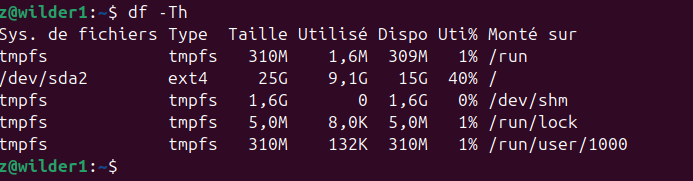 z@wilder1:~$ df -Th
Sys. de fichiers Type  Taille Utilisé Dispo Uti% Monté sur
tmpfs            tmpfs   310M    1,6M  309M   1% /run
/dev/sda2        ext4     25G    9,1G   15G  40% /
tmpfs            tmpfs   1,6G       0  1,6G   0% /dev/shm
tmpfs            tmpfs   5,0M    8,0K  5,0M   1% /run/lock
tmpfs            tmpfs   310M    132K  310M   1% /run/user/1000
z@wilder1:~$